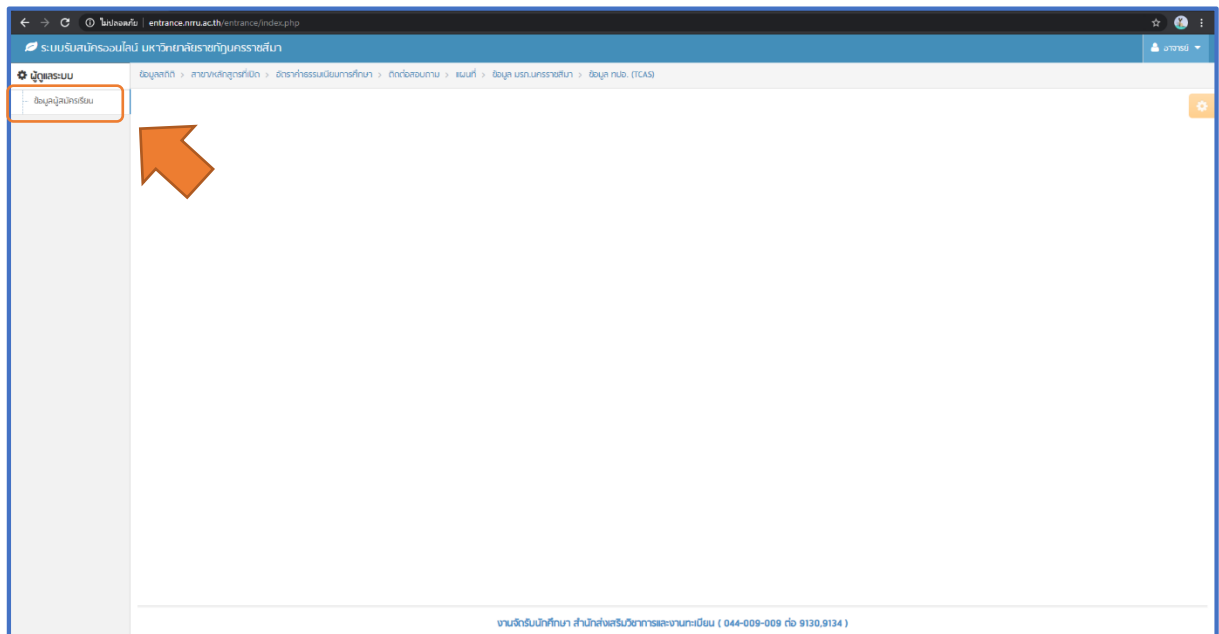 ไม่ปลอดภัย | entrance.nrru.ac.th/entrance/index.php
ระบบรับสมัครออนไลน์ มหาวิทยาลัยราชภัฏนครราชสีมา
อาจารย์
ผู้ดูแลระบบ
ข้อมูลสถิติ > สาขา/หลักสูตรที่เปิด > อัตราค่าธรรมเนียมการศึกษา > ติดต่อสอบถาม > แผนที่ > ข้อมูล มรภ.นครราชสีมา > ข้อมูล ทปอ. (TCAS)
ข้อมูลผู้สมัครเรียน
งานจัดรับนักศึกษา สำนักส่งเสริมวิชาการและงานทะเบียน ( 044-009-009 ต่อ 9130,9134 )